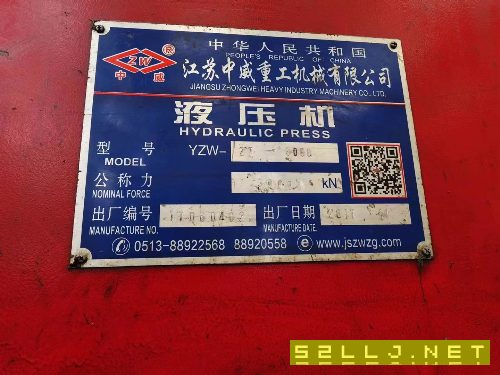 中华人民共和国
PEOPLE'S REPUBLIC OF CHINA
ZW
中威
江苏中威重工机械有限公司
JIANGSU ZHONGWEI HEAVY INDUSTRY MACHINERY CO.,LTD.
液压机
HYDRAULIC PRESS
型号 YZW-
MODEL
公称力 kN
NOMINAL FORCE
出厂编号 出厂日期
MANUFACTURE NO. MANUFACTURE DATE.
0513-88922568 88920558 www.jszwzg.com
52LLJ.NET